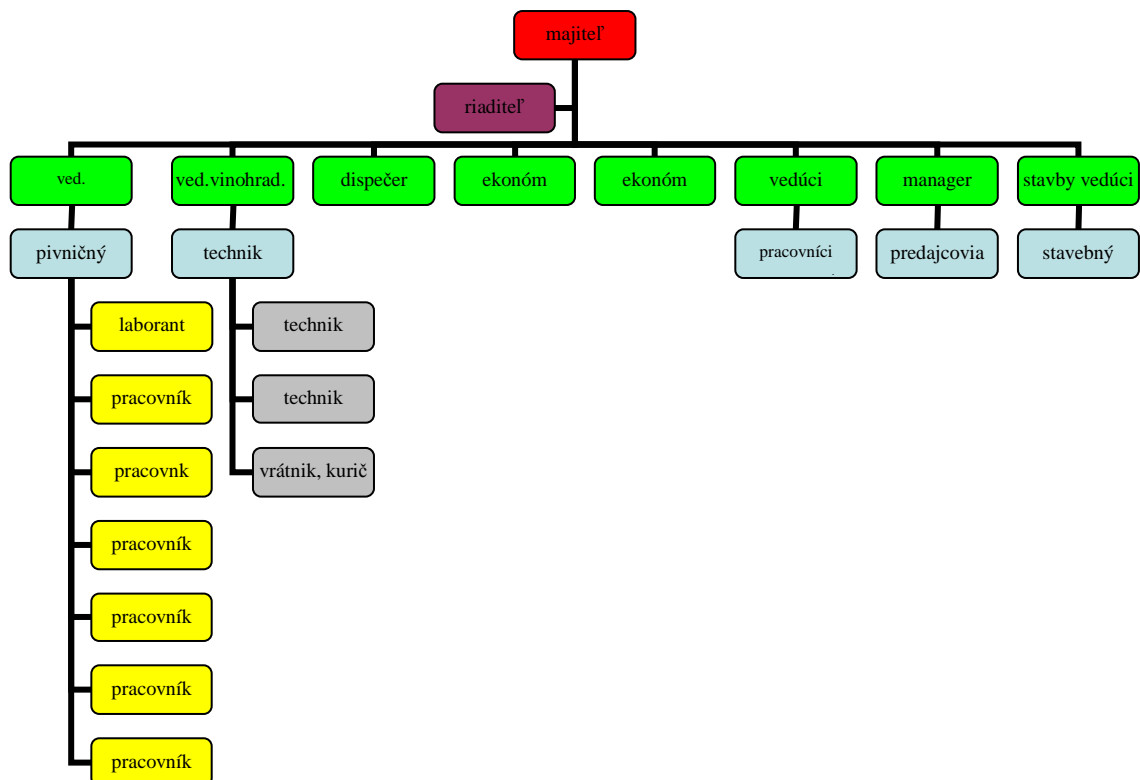 majiteľ
riaditeľ
ved.
ved.vinohrad.
dispečer
ekonóm
ekonóm
vedúci
manager
stavby vedúci
pivničný
technik
pracovníci
predajcovia
stavebný
laborant
technik
pracovník
technik
pracovnk
vrátnik, kurič
pracovník
pracovník
pracovník
pracovník